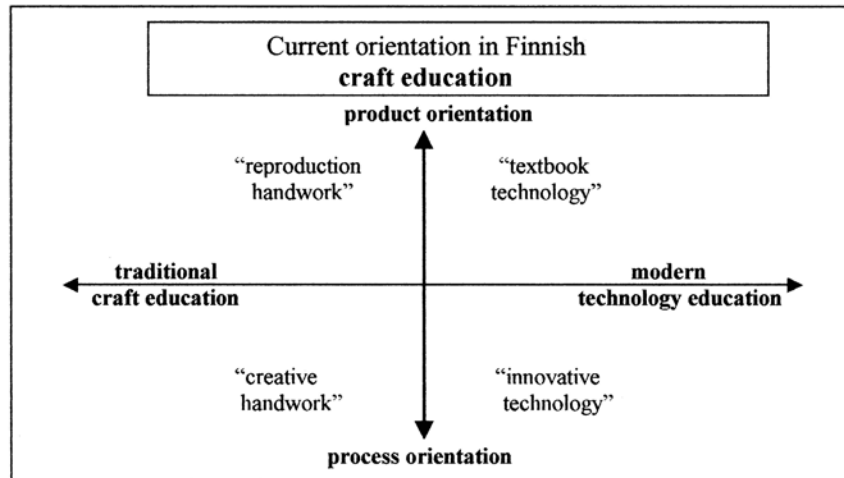 Current orientation in Finnish
craft education
product orientation
“reproduction
handwork”
“textbook
technology”
traditional
craft education
modern
technology education
“creative
handwork”
“innovative
technology”
process orientation